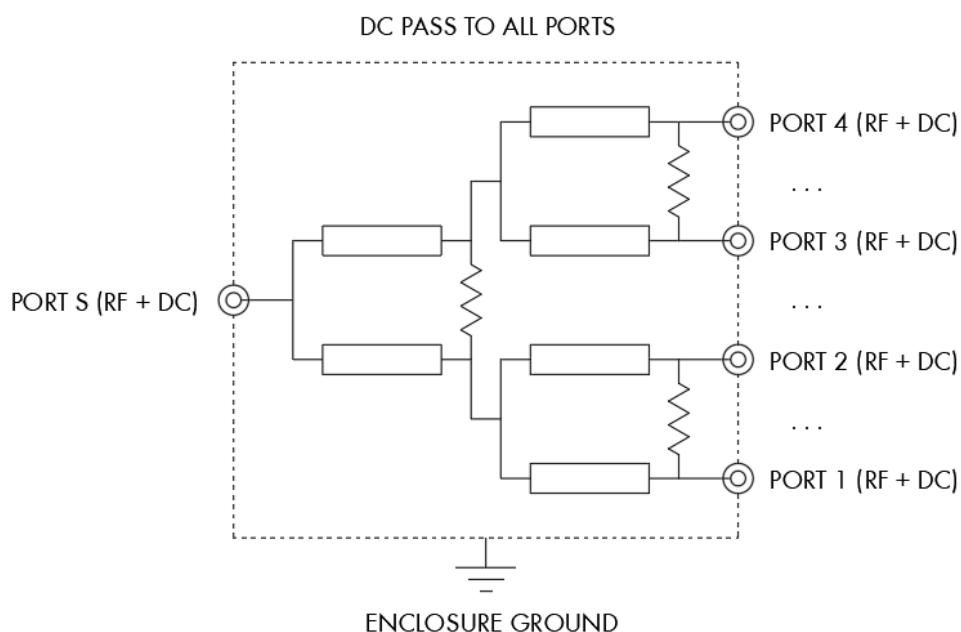 DC PASS TO ALL PORTS
PORT 4 (RF + DC)
. . .
PORT 3 (RF + DC)
PORT S (RF + DC)
. . .
PORT 2 (RF + DC)
. . .
PORT 1 (RF + DC)
ENCLOSURE GROUND